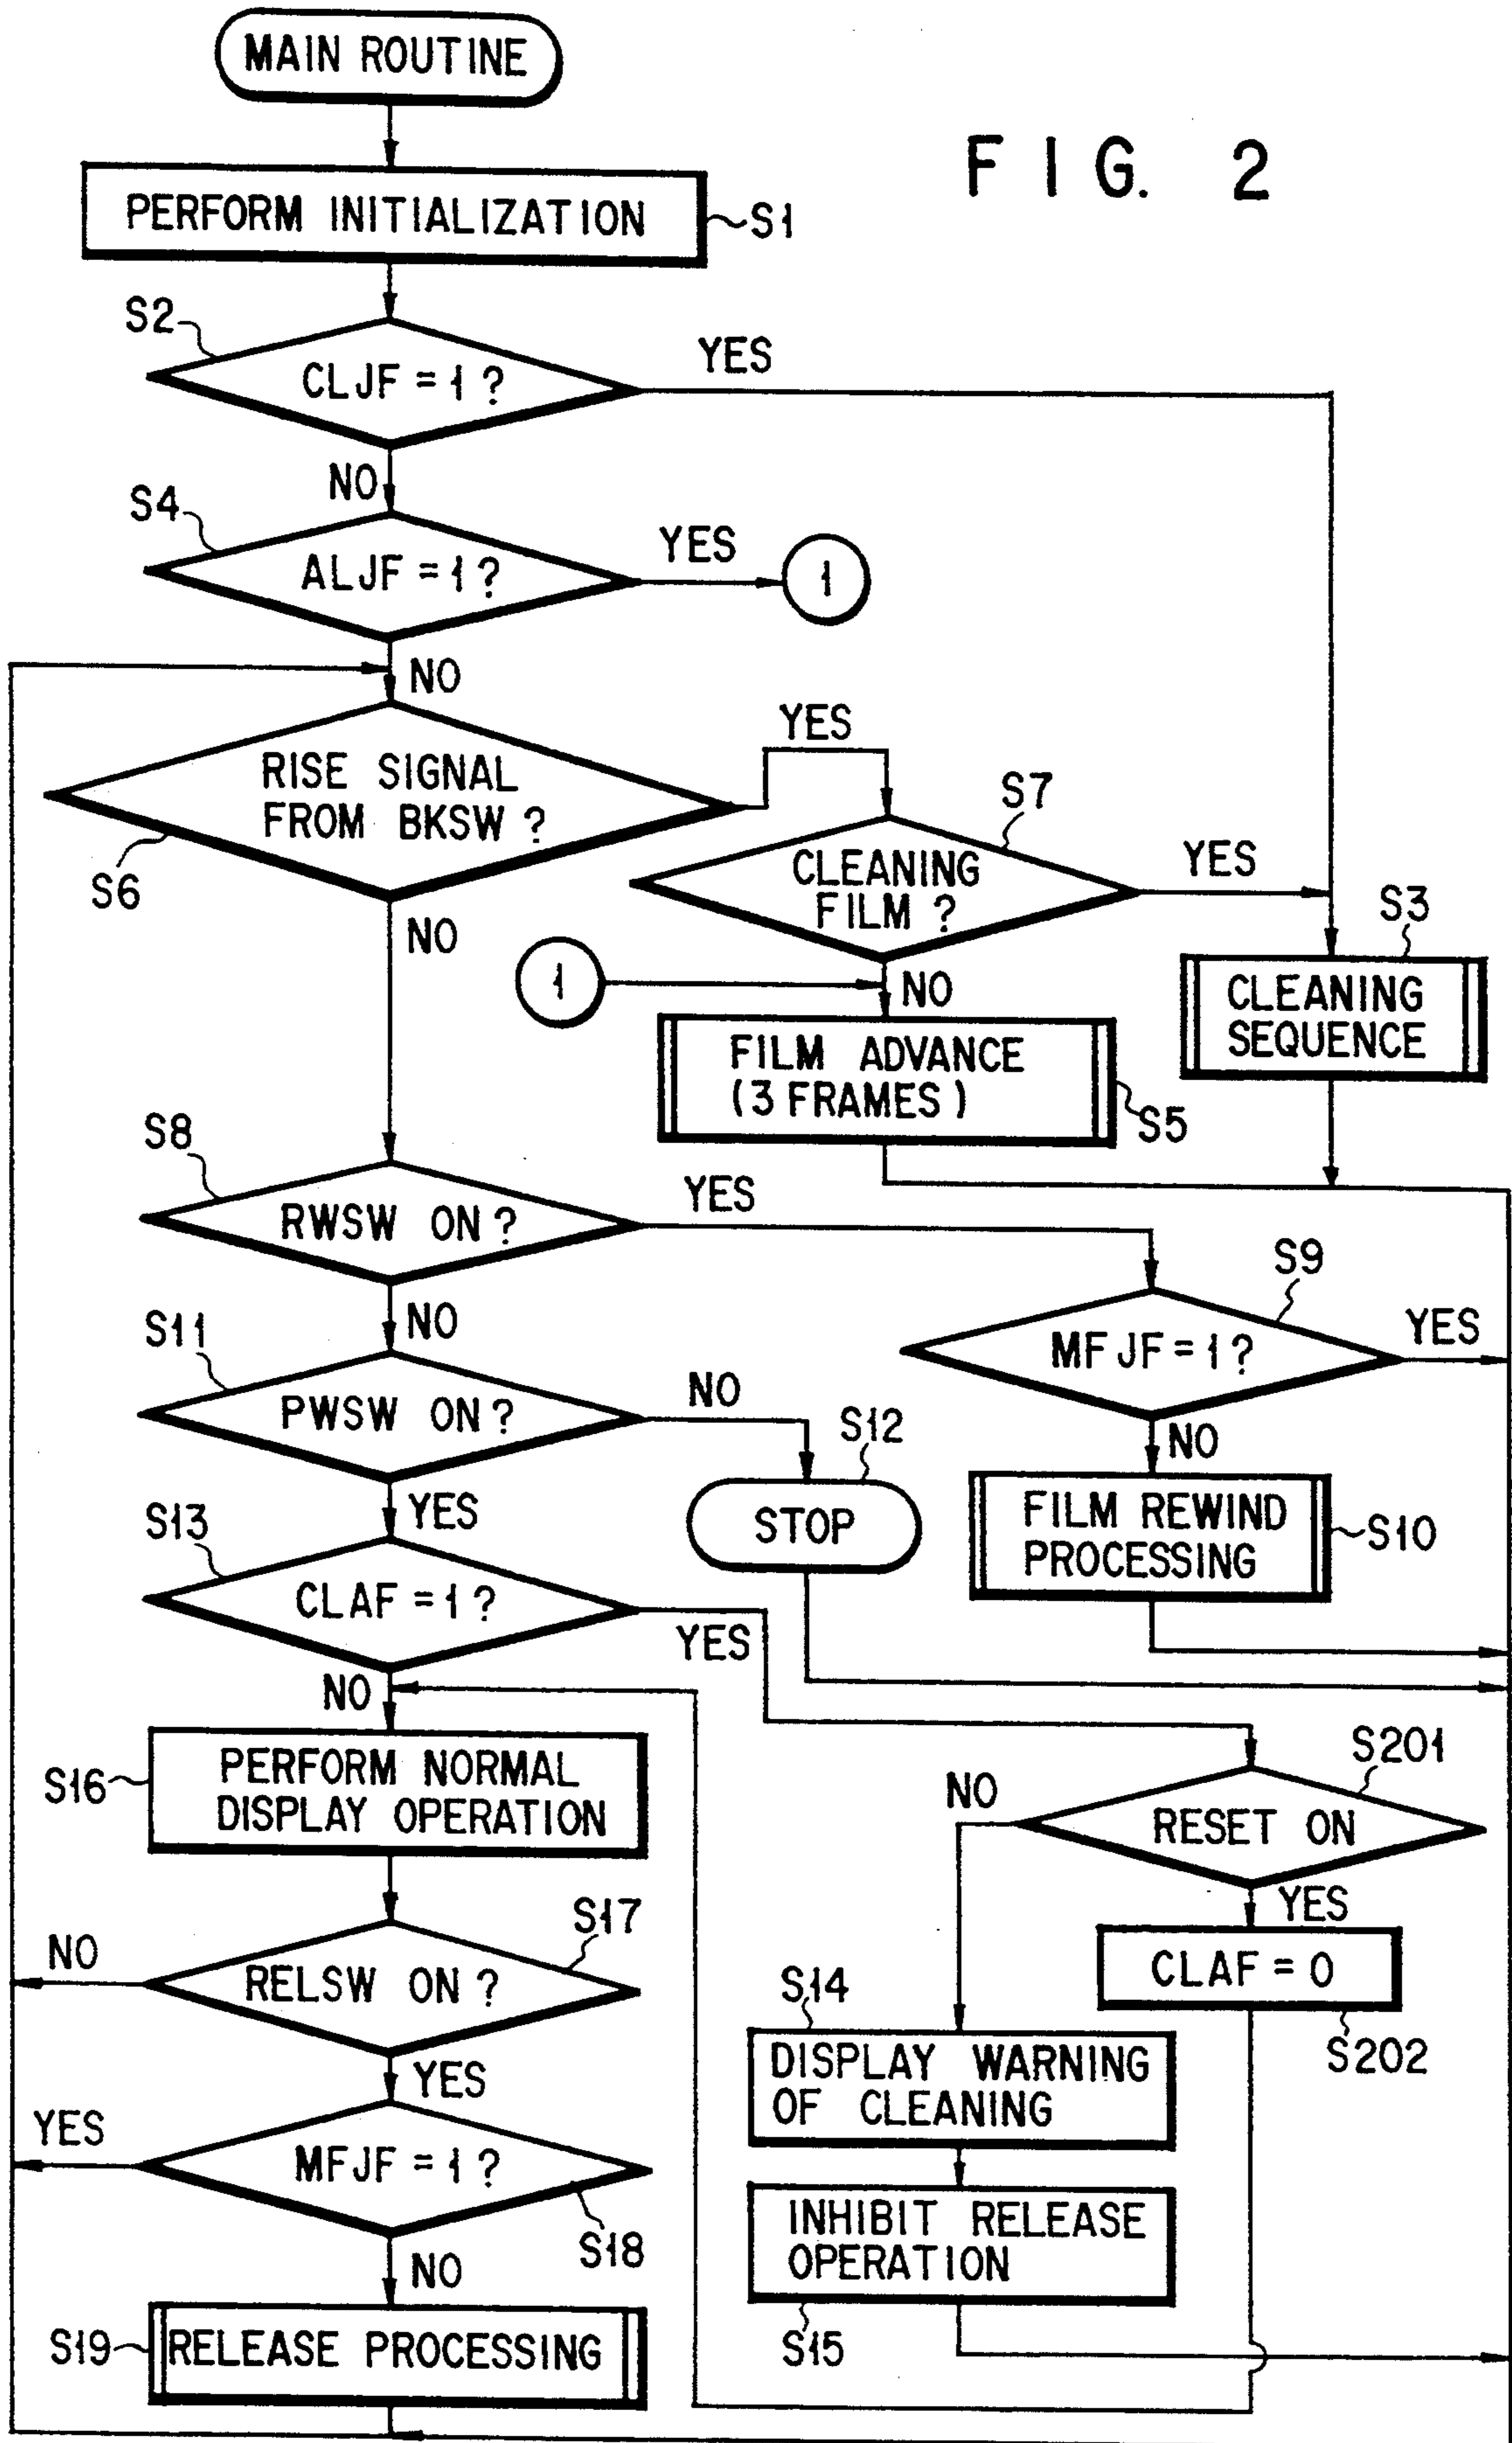 MAIN ROUTINE
FIG. 2
PERFORM INITIALIZATION
S1
S2
CLJF = 1 ?
YES
NO
S4
ALJF = 1 ?
YES
1
NO
RISE SIGNAL
FROM BKSW ?
S6
YES
NO
S7
CLEANING
FILM ?
YES
S3
CLEANING
SEQUENCE
1
NO
FILM ADVANCE
(3 FRAMES)
S5
S8
RWSW ON ?
YES
NO
S9
MFJF = 1 ?
YES
NO
FILM REWIND
PROCESSING
S10
S11
PWSW ON ?
NO
S12
STOP
YES
S13
CLAF = 1 ?
YES
NO
S16
PERFORM NORMAL
DISPLAY OPERATION
S201
RESET ON
NO
YES
CLAF = 0
S202
S14
DISPLAY WARNING
OF CLEANING
INHIBIT RELEASE
OPERATION
S15
S17
RELSW ON ?
NO
YES
MFJF = 1 ?
YES
S18
NO
S19
RELEASE PROCESSING